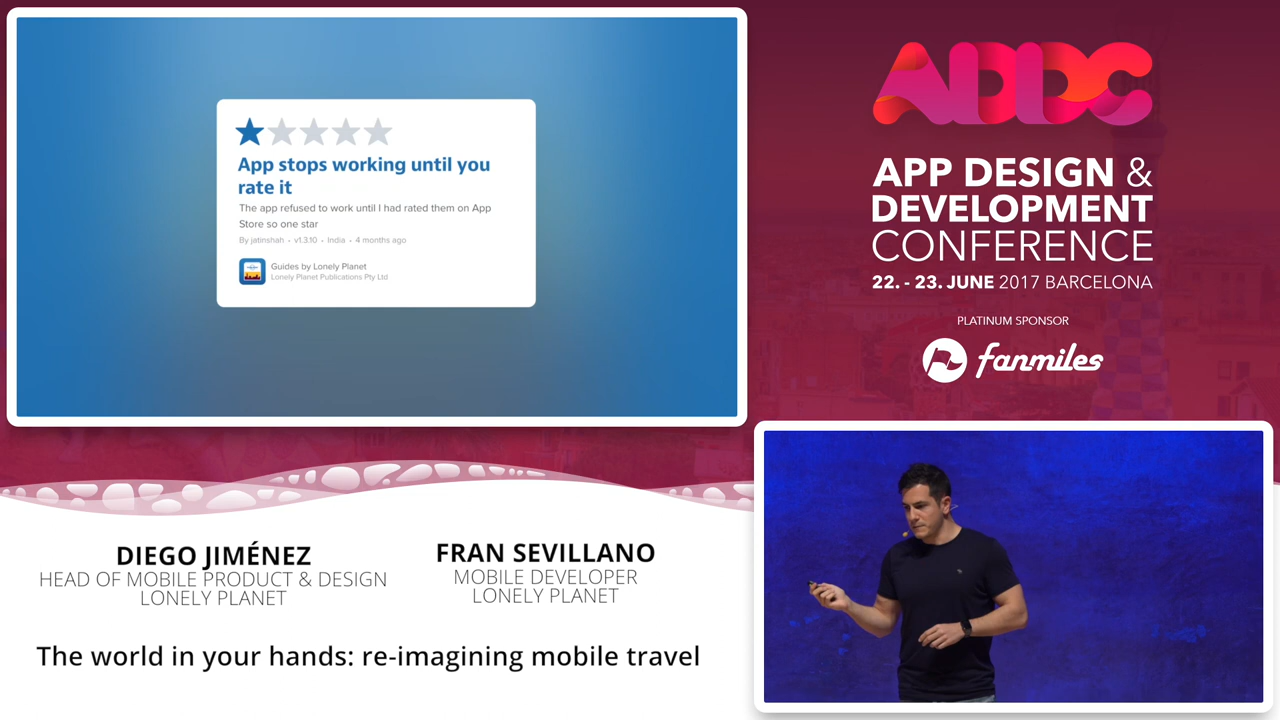 App stops working until you
rate it
The app refused to work until I had rated them on App
Store so one star
By jatinshah • v1.3.10 • India • 4 months ago
Guides by Lonely Planet
Lonely Planet Publications Pty Ltd
ADDC
APP DESIGN &
DEVELOPMENT
CONFERENCE
22. - 23. JUNE 2017 BARCELONA
PLATINUM SPONSOR
fanmiles
DIEGO JIMÉNEZ
HEAD OF MOBILE PRODUCT & DESIGN
LONELY PLANET
FRAN SEVILLANO
MOBILE DEVELOPER
LONELY PLANET
The world in your hands: re-imagining mobile travel